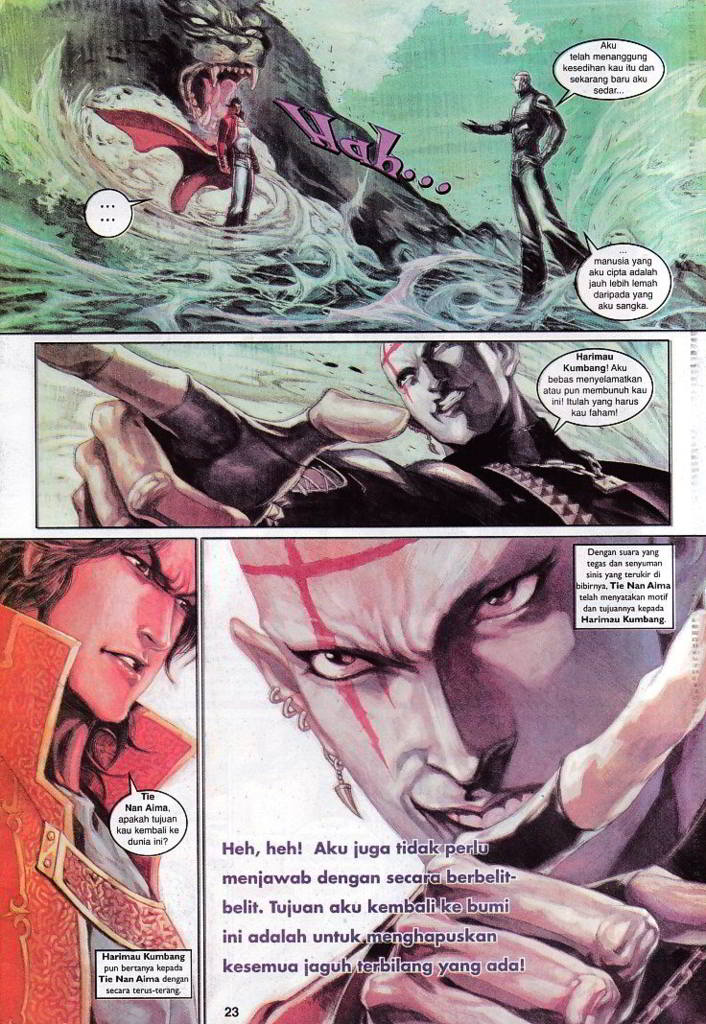 Aku
telah menanggung
kesedihan kau itu dan
sekarang baru aku
sedar...
Hah...
...
...
...
manusia yang
aku cipta adalah
jauh lebih lemah
daripada yang
aku sangka.
Harimau
Kumbang! Aku
bebas menyelamatkan
atau pun membunuh kau
ini! Itulah yang harus
kau faham!
Tie
Nan Aima,
apakah tujuan
kau kembali ke
dunia ini?
Harimau Kumbang
pun bertanya kepada
Tie Nan Aima dengan
secara terus-terang.
Dengan suara yang
tegas dan senyuman
sinis yang terukir di
bibirnya, Tie Nan Aima
telah menyatakan motif
dan tujuannya kepada
Harimau Kumbang.
Heh, heh! Aku juga tidak perlu
menjawab dengan secara berbelit-
belit. Tujuan aku kembali ke bumi
ini adalah untuk menghapuskan
kesemua jaguh terbilang yang ada!
23